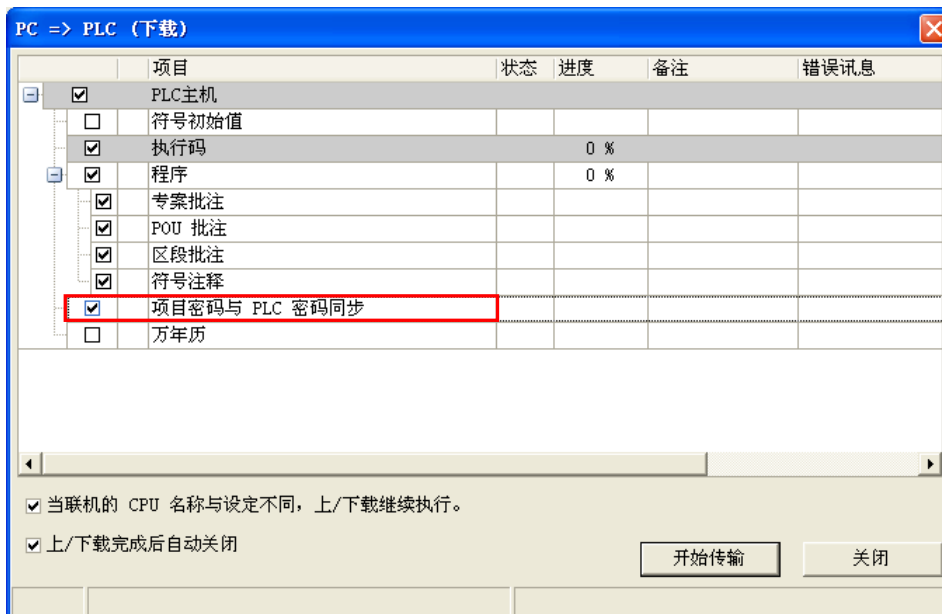 PC => PLC (下载)
项目 状态 进度 备注 错误讯息
PLC主机
符号初始值
执行码 0 %
程序 0 %
专案批注
POU 批注
区段批注
符号注释
项目密码与 PLC 密码同步
万年历
当联机的 CPU 名称与设定不同，上/下载继续执行。
上/下载完成后自动关闭
开始传输 关闭